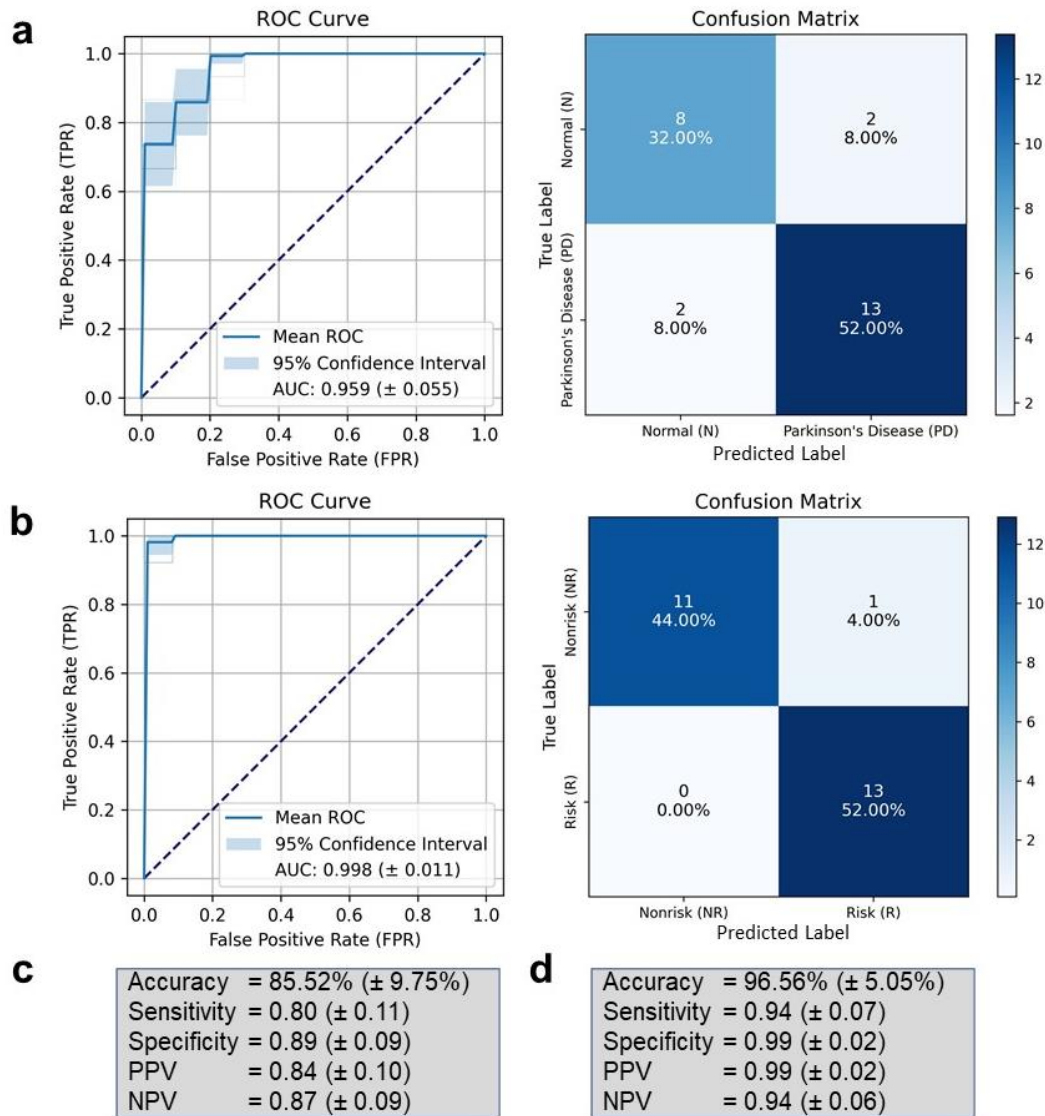 a
ROC Curve
True Positive Rate (TPR)
1.0
0.8
0.6
0.4
0.2
0.0
0.0 0.2 0.4 0.6 0.8 1.0
False Positive Rate (FPR)
Mean ROC
95% Confidence Interval
AUC: 0.959 (± 0.055)
Confusion Matrix
True Label
Normal (N)
Parkinson's Disease (PD)
8
32.00%
2
8.00%
2
8.00%
13
52.00%
Normal (N) Parkinson's Disease (PD)
Predicted Label
12
10
8
6
4
2
b
ROC Curve
True Positive Rate (TPR)
1.0
0.8
0.6
0.4
0.2
0.0
0.0 0.2 0.4 0.6 0.8 1.0
False Positive Rate (FPR)
Mean ROC
95% Confidence Interval
AUC: 0.998 (± 0.011)
Confusion Matrix
True Label
Nonrisk (NR)
Risk (R)
11
44.00%
1
4.00%
0
0.00%
13
52.00%
Nonrisk (NR) Risk (R)
Predicted Label
12
10
8
6
4
2
c
Accuracy = 85.52% (± 9.75%)
Sensitivity = 0.80 (± 0.11)
Specificity = 0.89 (± 0.09)
PPV = 0.84 (± 0.10)
NPV = 0.87 (± 0.09)
d
Accuracy = 96.56% (± 5.05%)
Sensitivity = 0.94 (± 0.07)
Specificity = 0.99 (± 0.02)
PPV = 0.99 (± 0.02)
NPV = 0.94 (± 0.06)